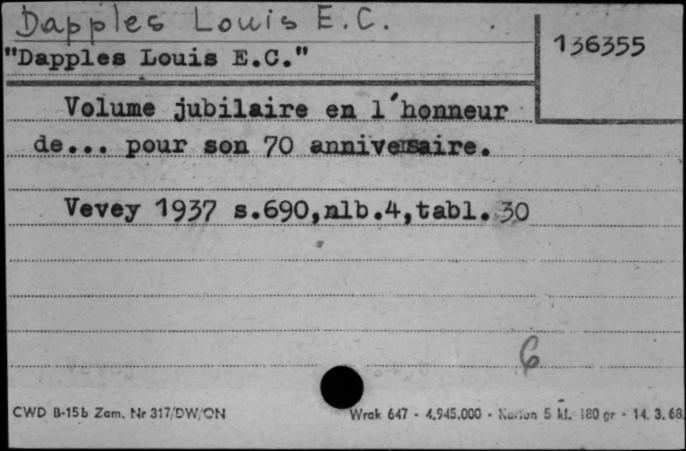 Dapples Louis E.C.
136355
"Dapples Louis E.C."
Volume jubilaire en l'honneur
de... pour son 70 anniversaire.
Vevey 1937 s.690,nlb.4,tabl.30
6
CWD B-15b Zam. Nr 317/DW/ON Wrak 647 - 4.945.000 - Karton 5 kl. 180 gr - 14. 3. 68